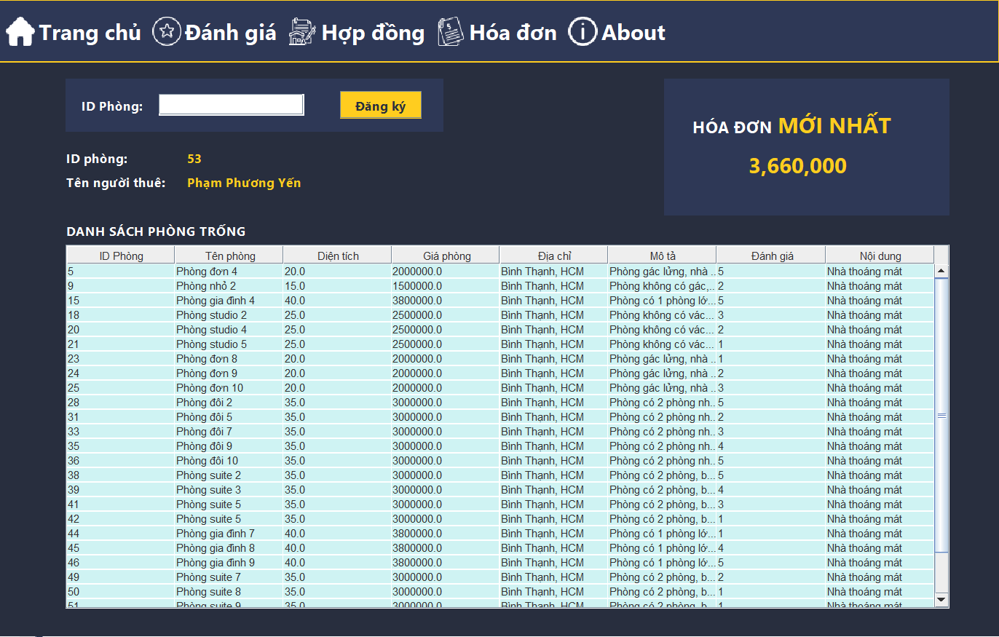 Trang chủ Đánh giá Hợp đồng Hóa đơn About
ID Phòng: Đăng ký
HÓA ĐƠN MỚI NHẤT
3,660,000
ID phòng: 53
Tên người thuê: Phạm Phương Yến
DANH SÁCH PHÒNG TRỐNG
ID Phòng Tên phòng Diện tích Giá phòng Địa chỉ Mô tả Đánh giá Nội dung
5 Phòng đơn 4 20.0 2000000.0 Bình Thạnh, HCM Phòng gác lửng, nhà ... 5 Nhà thoáng mát
9 Phòng nhỏ 2 15.0 1500000.0 Bình Thạnh, HCM Phòng không có gác,... 2 Nhà thoáng mát
15 Phòng gia đình 4 40.0 3800000.0 Bình Thạnh, HCM Phòng có 1 phòng lớ... 5 Nhà thoáng mát
18 Phòng studio 2 25.0 2500000.0 Bình Thạnh, HCM Phòng không có vác... 3 Nhà thoáng mát
20 Phòng studio 4 25.0 2500000.0 Bình Thạnh, HCM Phòng không có vác... 2 Nhà thoáng mát
21 Phòng studio 5 25.0 2500000.0 Bình Thạnh, HCM Phòng không có vác... 1 Nhà thoáng mát
23 Phòng đơn 8 20.0 2000000.0 Bình Thạnh, HCM Phòng gác lửng, nhà ... 1 Nhà thoáng mát
24 Phòng đơn 9 20.0 2000000.0 Bình Thạnh, HCM Phòng gác lửng, nhà ... 2 Nhà thoáng mát
25 Phòng đơn 10 20.0 2000000.0 Bình Thạnh, HCM Phòng gác lửng, nhà ... 3 Nhà thoáng mát
28 Phòng đôi 2 35.0 3000000.0 Bình Thạnh, HCM Phòng có 2 phòng nh... 5 Nhà thoáng mát
31 Phòng đôi 5 35.0 3000000.0 Bình Thạnh, HCM Phòng có 2 phòng nh... 2 Nhà thoáng mát
33 Phòng đôi 7 35.0 3000000.0 Bình Thạnh, HCM Phòng có 2 phòng nh... 3 Nhà thoáng mát
35 Phòng đôi 9 35.0 3000000.0 Bình Thạnh, HCM Phòng có 2 phòng nh... 4 Nhà thoáng mát
36 Phòng đôi 10 35.0 3000000.0 Bình Thạnh, HCM Phòng có 2 phòng nh... 5 Nhà thoáng mát
38 Phòng suite 2 35.0 3000000.0 Bình Thạnh, HCM Phòng có 2 phòng, b... 5 Nhà thoáng mát
39 Phòng suite 3 35.0 3000000.0 Bình Thạnh, HCM Phòng có 2 phòng, b... 4 Nhà thoáng mát
41 Phòng suite 5 35.0 3000000.0 Bình Thạnh, HCM Phòng có 2 phòng, b... 3 Nhà thoáng mát
42 Phòng suite 5 35.0 3000000.0 Bình Thạnh, HCM Phòng có 2 phòng, b... 1 Nhà thoáng mát
44 Phòng gia đình 7 40.0 3800000.0 Bình Thạnh, HCM Phòng có 1 phòng lớ... 1 Nhà thoáng mát
45 Phòng gia đình 8 40.0 3800000.0 Bình Thạnh, HCM Phòng có 1 phòng lớ... 4 Nhà thoáng mát
46 Phòng gia đình 9 40.0 3800000.0 Bình Thạnh, HCM Phòng có 1 phòng lớ... 5 Nhà thoáng mát
49 Phòng suite 7 35.0 3000000.0 Bình Thạnh, HCM Phòng có 2 phòng, b... 2 Nhà thoáng mát
50 Phòng suite 8 35.0 3000000.0 Bình Thạnh, HCM Phòng có 2 phòng, b... 1 Nhà thoáng mát
51 Phòng suite 9 35.0 3000000.0 Bình Thạnh, HCM Phòng có 2 phòng, b... 1 Nhà thoáng mát